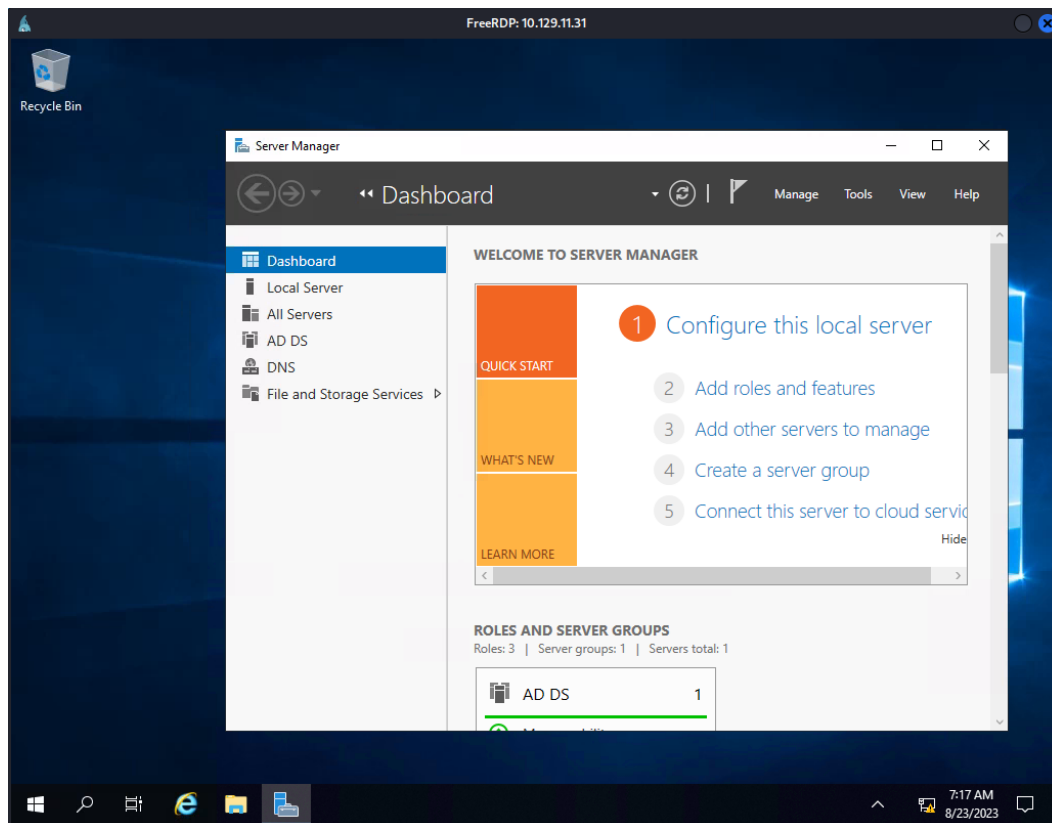 FreeRDP: 10.129.11.31
Recycle Bin
Server Manager
Dashboard
Manage Tools View Help
Dashboard
Local Server
All Servers
AD DS
DNS
File and Storage Services
WELCOME TO SERVER MANAGER
QUICK START
WHAT'S NEW
LEARN MORE
1 Configure this local server
2 Add roles and features
3 Add other servers to manage
4 Create a server group
5 Connect this server to cloud
Hide
ROLES AND SERVER GROUPS
Roles: 3 | Server groups: 1 | Servers total: 1
AD DS 1
7:17 AM
8/23/2023